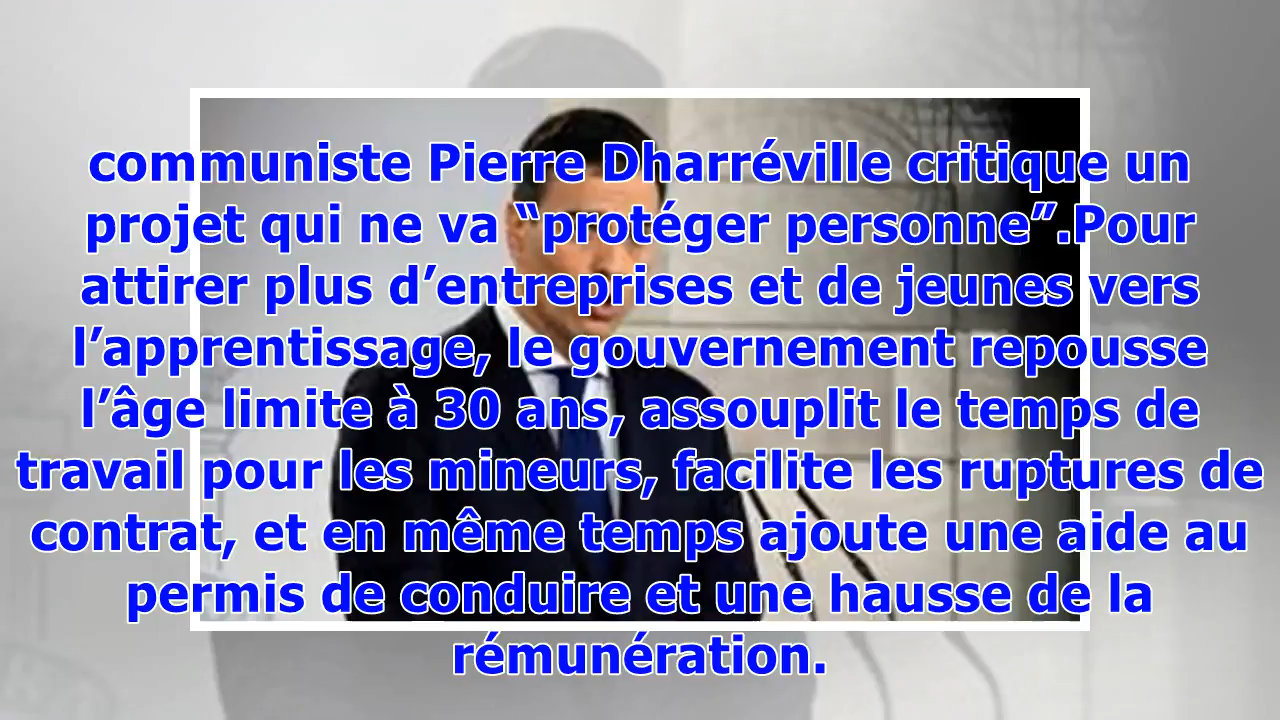 communiste Pierre Dharréville critique un
projet qui ne va “protéger personne”.Pour
attirer plus d’entreprises et de jeunes vers
l’apprentissage, le gouvernement repousse
l’âge limite à 30 ans, assouplit le temps de
travail pour les mineurs, facilite les ruptures de
contrat, et en même temps ajoute une aide au
permis de conduire et une hausse de la
rémunération.